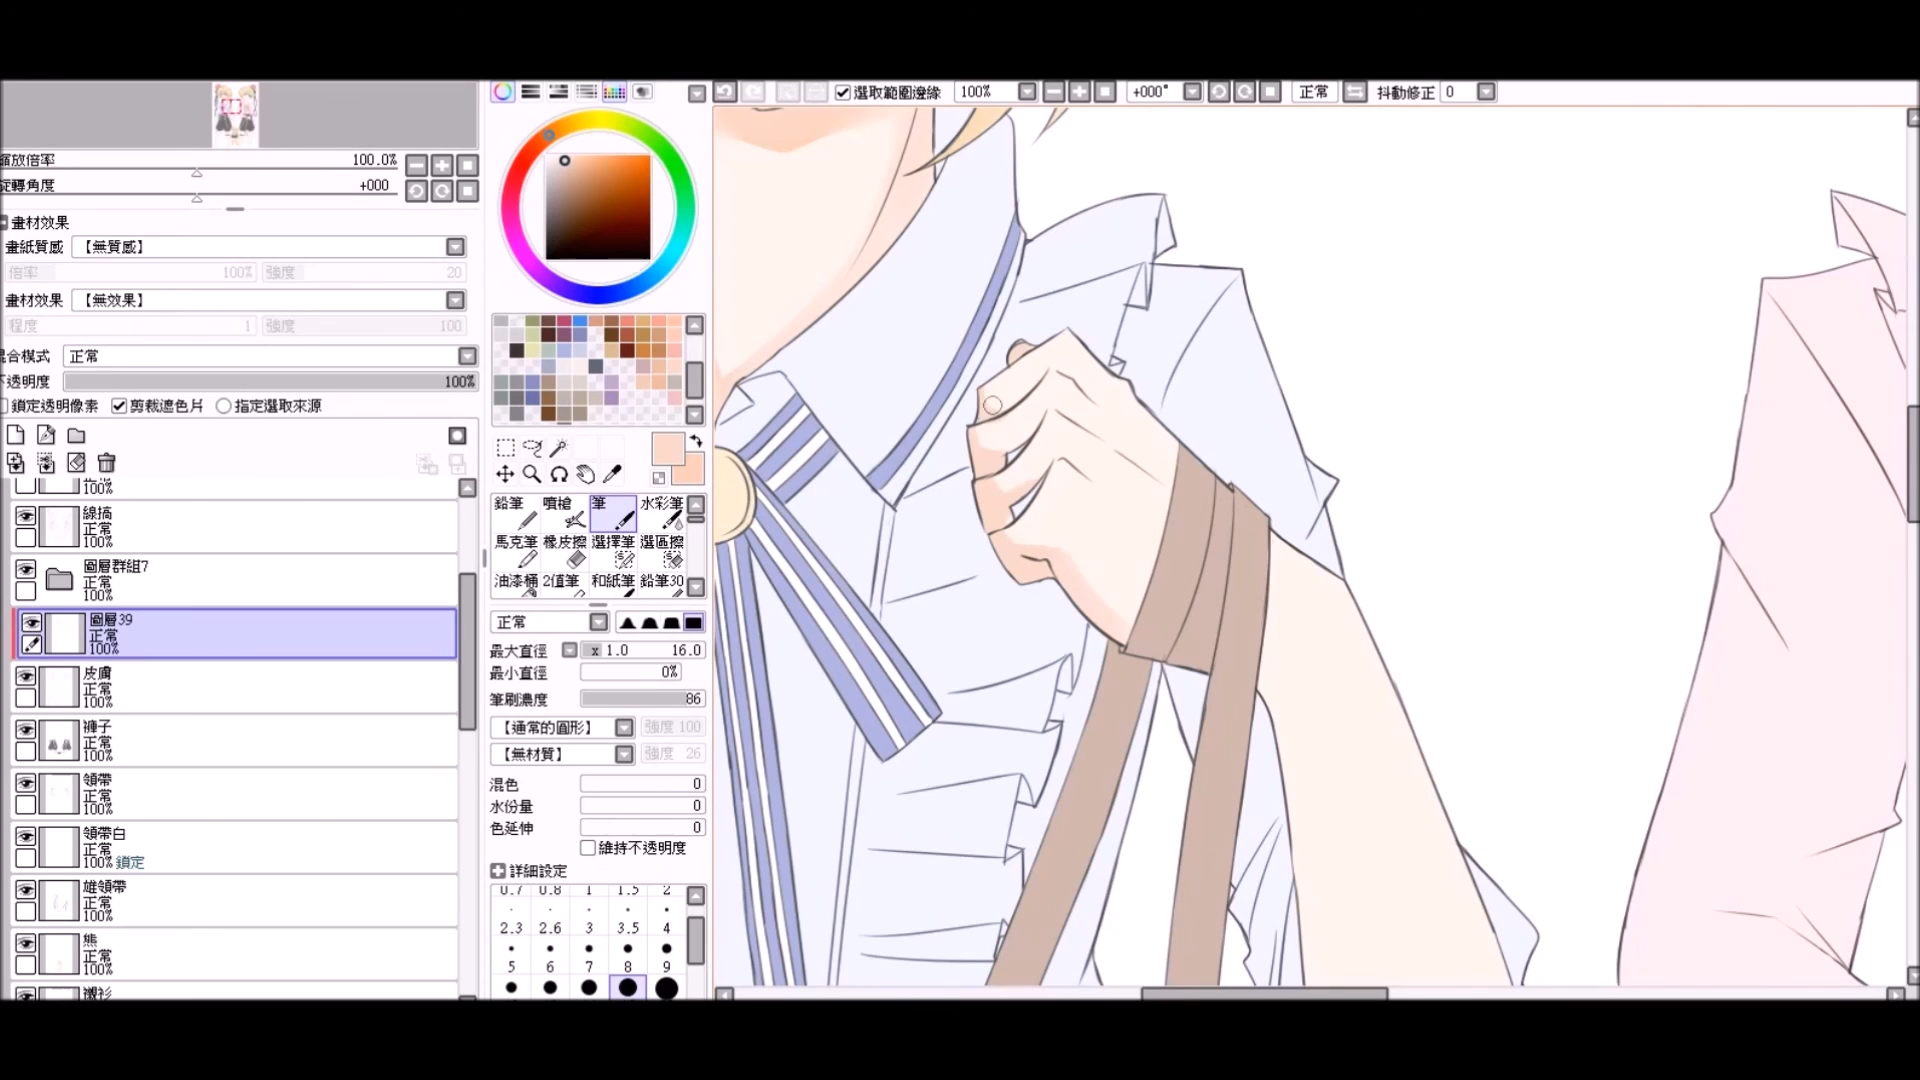 選取範圍邊緣 100% +000° 正常 抖動修正 0
縮放倍率 100.0%
旋轉角度 +000
畫材效果
畫紙質感 【無質感】
倍率 100% 強度 20
畫材效果 【無效果】
程度 1 強度 100
混合模式 正常
不透明度 100%
鎖定透明像素 剪裁遮色片 指定選取來源
100%
線搞
正常
100%
圖層群組7
正常
100%
圖層39
正常
100%
皮膚
正常
100%
褲子
正常
100%
領帶
正常
100%
領帶白
正常
100% 鎖定
雄領帶
正常
100%
熊
正常
100%
襯衫
鉛筆 噴槍 筆 水彩筆
馬克筆 橡皮擦 選擇筆 選區擦
油漆桶 2值筆 和紙筆 鉛筆30
正常
最大直徑 x 1.0 16.0
最小直徑 0%
筆刷濃度 86
【通常的圓形】 強度 100
【無材質】 強度 26
混色 0
水份量 0
色延伸 0
維持不透明度
詳細設定
0.7 0.8 1 1.5 2
2.3 2.6 3 3.5 4
5 6 7 8 9